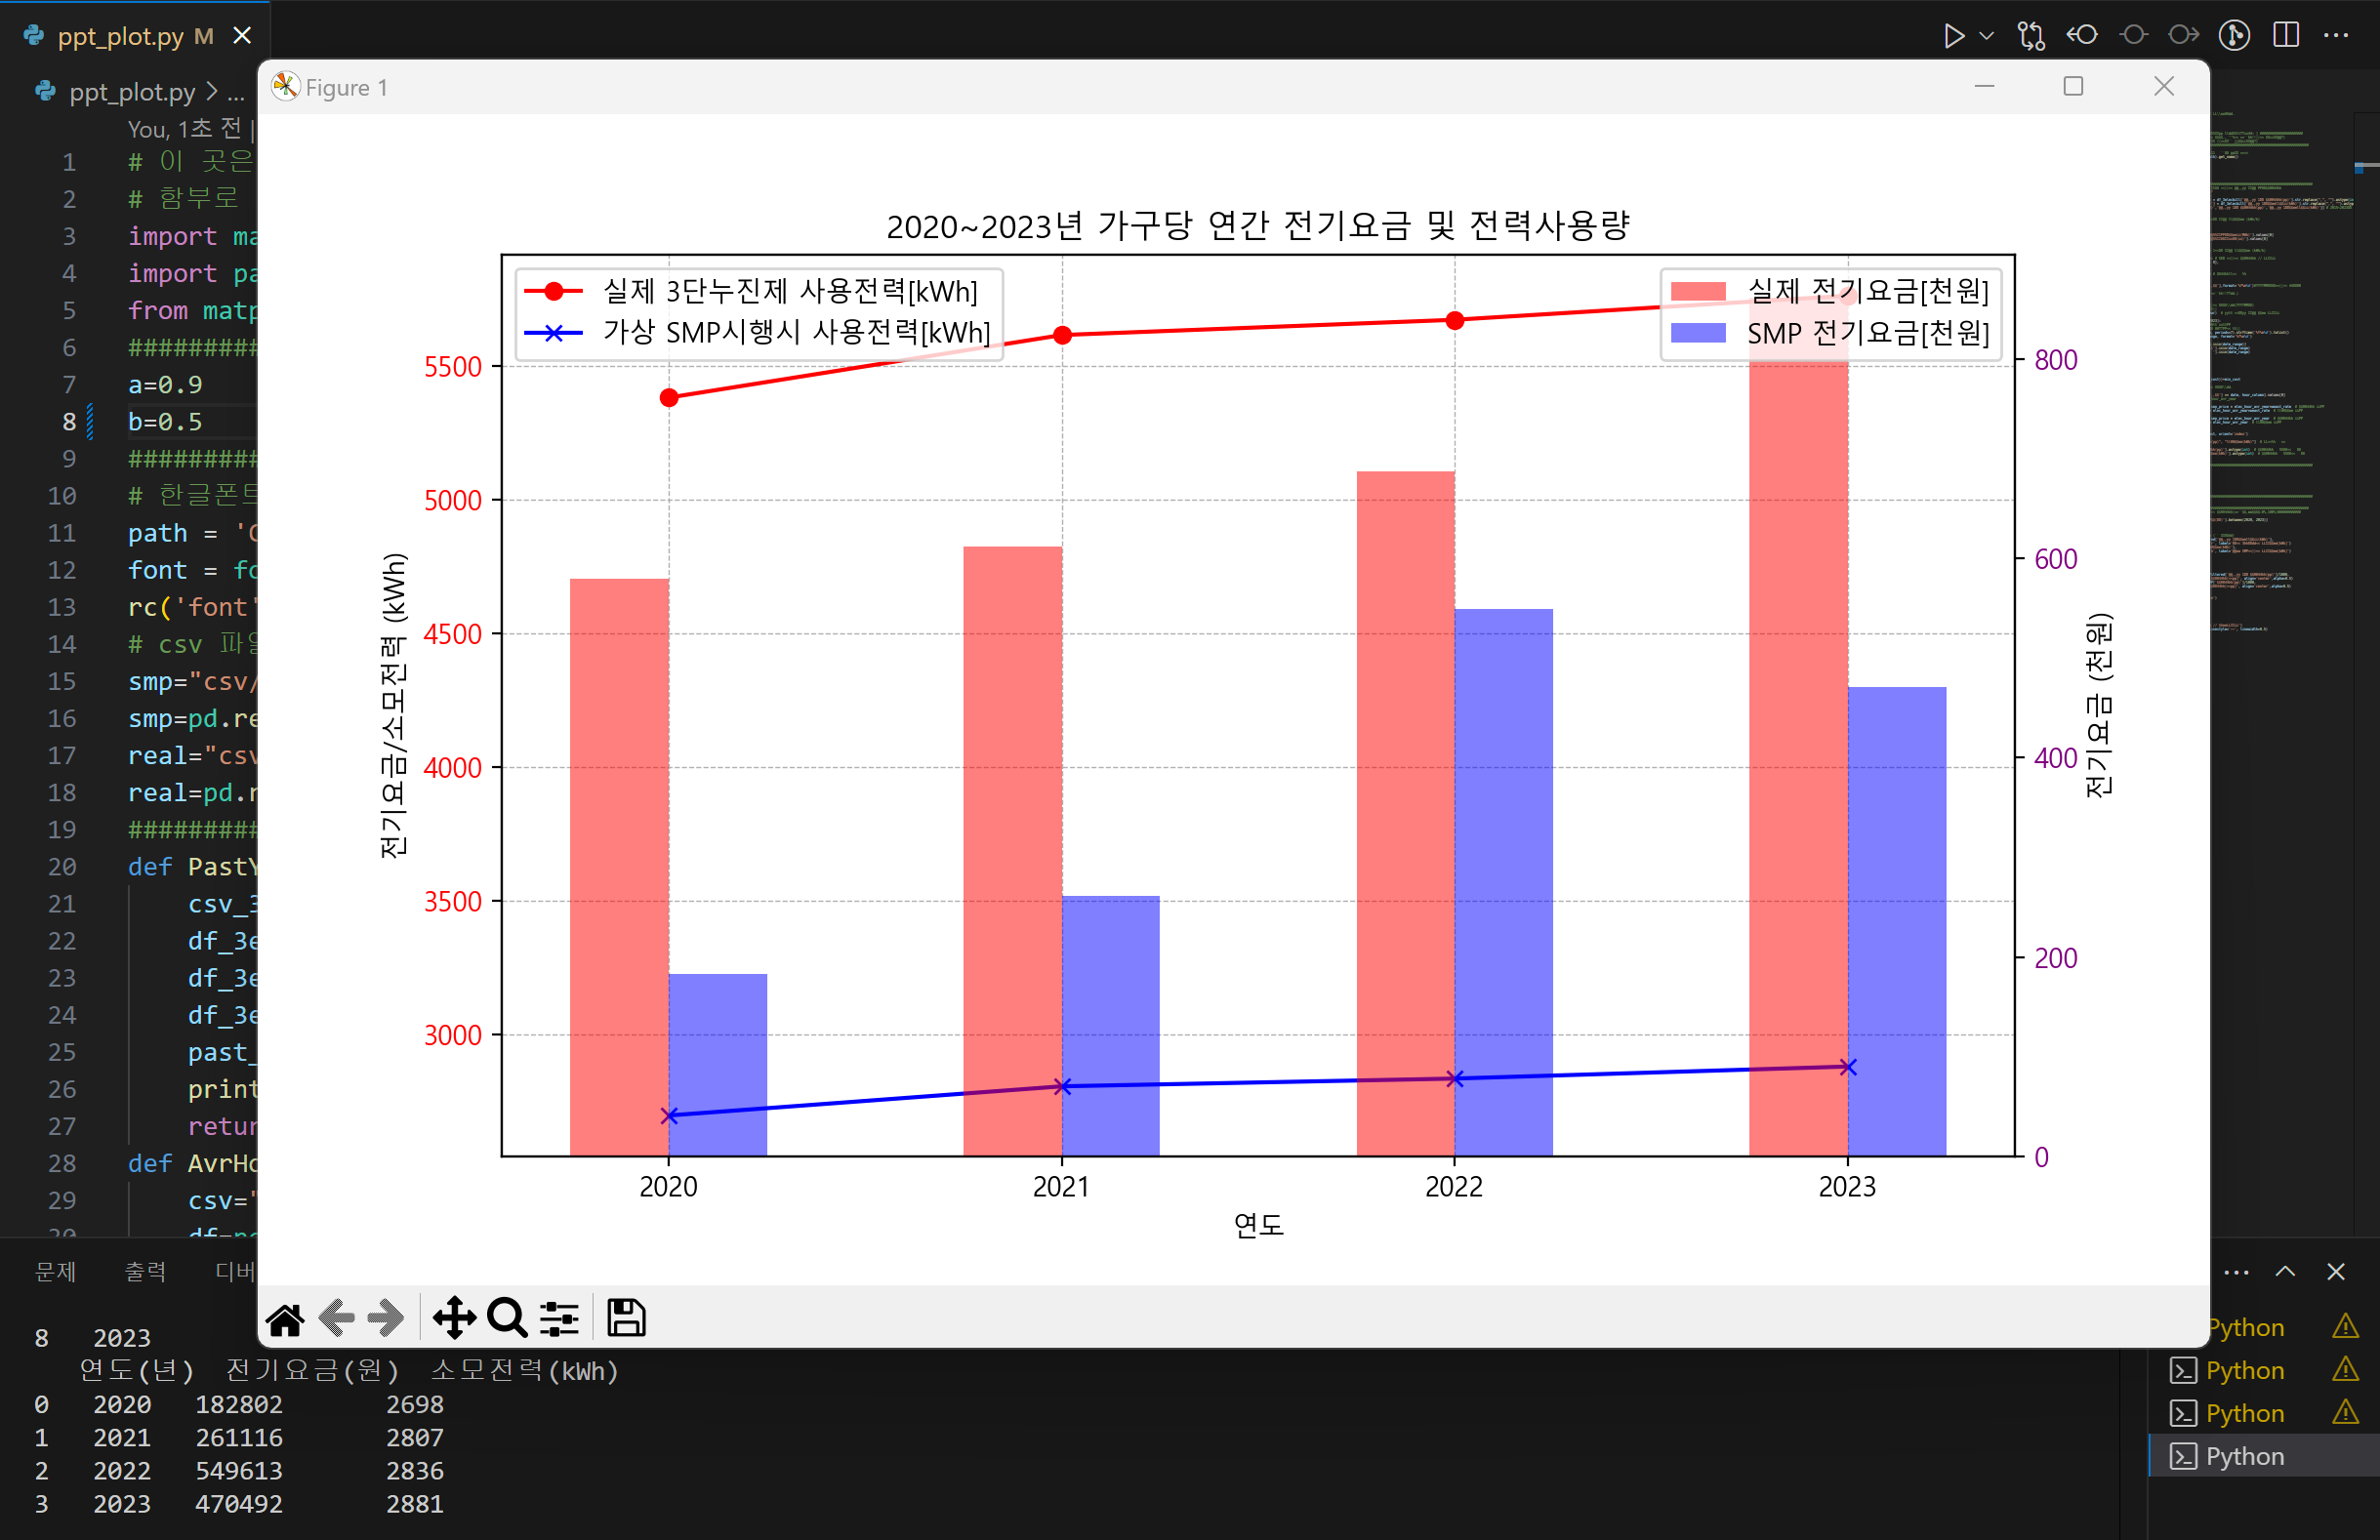 ppt_plot.py M
ppt_plot.py > ...
You, 1초 전 |
1 # 이 곳은
2 # 함부로
3 import ma
4 import pa
5 from matp
6 #########
7 a=0.9
8 b=0.5
9 #########
10 # 한글폰트
11 path = 'C
12 font = fo
13 rc('font'
14 # csv 파일
15 smp="csv/
16 smp=pd.re
17 real="csv
18 real=pd.r
19 #########
20 def PastY
21 csv_3
22 df_3e
23 df_3e
24 df_3e
25 past_
26 print
27 retur
28 def AvrHo
29 csv="
30 df=pd
Figure 1
2020~2023년 가구당 연간 전기요금 및 전력사용량
실제 3단누진제 사용전력[kWh]
가상 SMP시행시 사용전력[kWh]
실제 전기요금[천원]
SMP 전기요금[천원]
전기요금/소모전력 (kWh)
5500
5000
4500
4000
3500
3000
800
600
400
200
0
전기요금 (천원)
2020 2021 2022 2023
연도
문제 출력 디버
8 2023
연도(년) 전기요금(원) 소모전력(kWh)
0 2020 182802 2698
1 2021 261116 2807
2 2022 549613 2836
3 2023 470492 2881
Python
Python
Python
Python